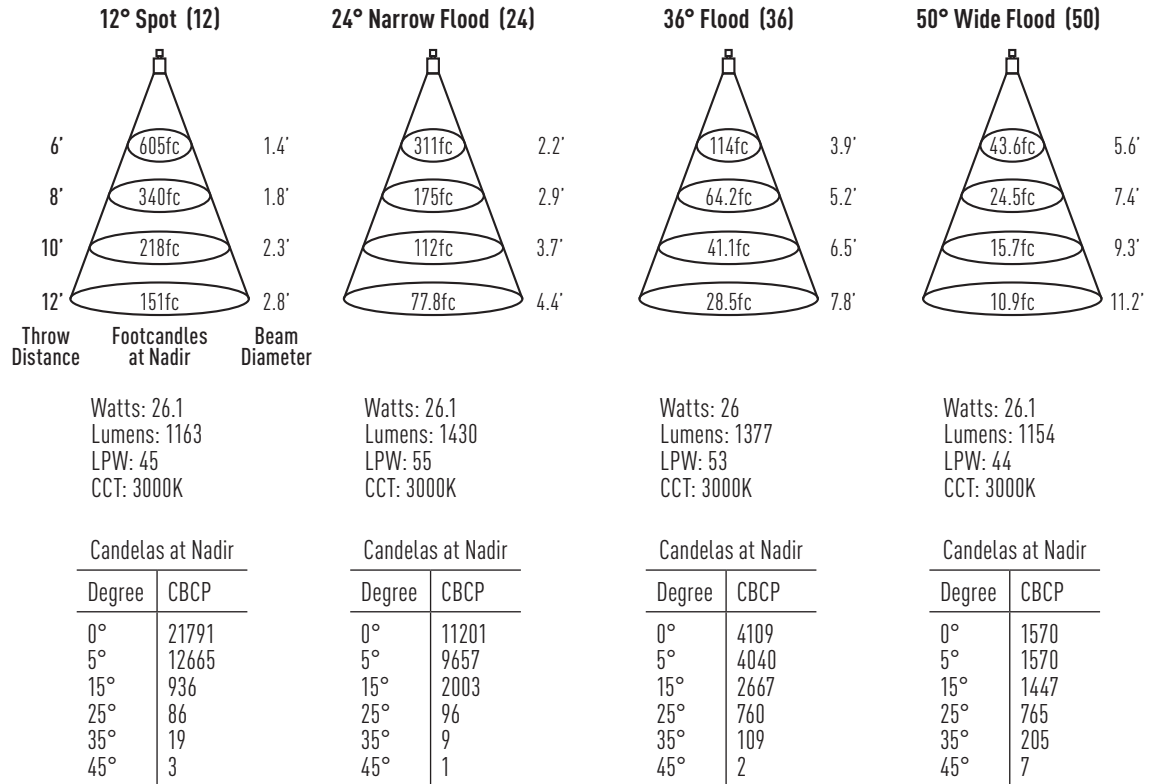 12° Spot (12)
6' 605fc 1.4'
8' 340fc 1.8'
10' 218fc 2.3'
12' 151fc 2.8'
Throw Distance Footcandles at Nadir Beam Diameter
Watts: 26.1
Lumens: 1163
LPW: 45
CCT: 3000K
Candelas at Nadir
Degree CBCP
0° 21791
5° 12665
15° 936
25° 86
35° 19
45° 3
24° Narrow Flood (24)
311fc 2.2'
175fc 2.9'
112fc 3.7'
77.8fc 4.4'
Watts: 26.1
Lumens: 1430
LPW: 55
CCT: 3000K
Candelas at Nadir
Degree CBCP
0° 11201
5° 9657
15° 2003
25° 96
35° 9
45° 1
36° Flood (36)
114fc 3.9'
64.2fc 5.2'
41.1fc 6.5'
28.5fc 7.8'
Watts: 26
Lumens: 1377
LPW: 53
CCT: 3000K
Candelas at Nadir
Degree CBCP
0° 4109
5° 4040
15° 2667
25° 760
35° 109
45° 2
50° Wide Flood (50)
43.6fc 5.6'
24.5fc 7.4'
15.7fc 9.3'
10.9fc 11.2'
Watts: 26.1
Lumens: 1154
LPW: 44
CCT: 3000K
Candelas at Nadir
Degree CBCP
0° 1570
5° 1570
15° 1447
25° 765
35° 205
45° 7